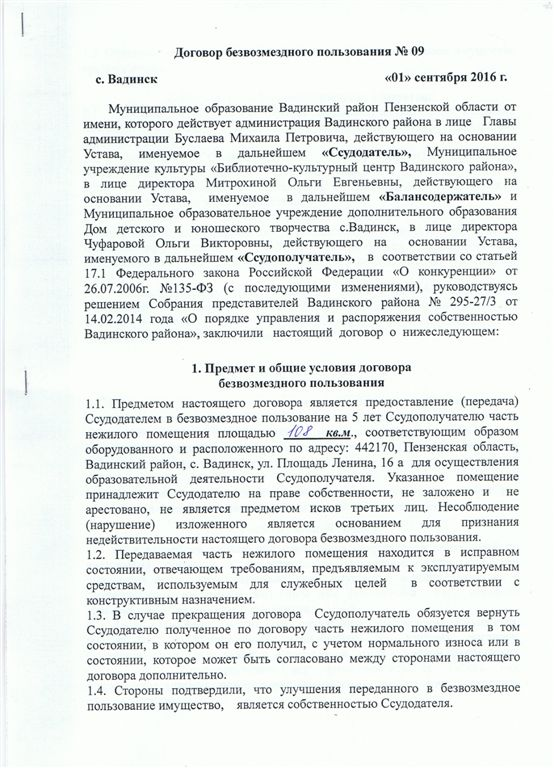 Договор безвозмездного пользования № 09
с. Вадинск «01» сентября 2016 г.
Муниципальное образование Вадинский район Пензенской области от
имени, которого действует администрация Вадинского района в лице Главы
администрации Буслаева Михаила Петровича, действующего на основании
Устава, именуемое в дальнейшем «Ссудодатель», Муниципальное
учреждение культуры «Библиотечно-культурный центр Вадинского района»,
в лице директора Митрохиной Ольги Евгеньевны, действующего на
основании Устава, именуемое в дальнейшем «Балансодержатель» и
Муниципальное образовательное учреждение дополнительного образования
Дом детского и юношеского творчества с.Вадинск, в лице директора
Чуфаровой Ольги Викторовны, действующего на основании Устава,
именуемого в дальнейшем «Ссудополучатель», в соответствии со статьей
17.1 Федерального закона Российской Федерации «О конкуренции» от
26.07.2006г. №135-ФЗ (с последующими изменениями), руководствуясь
решением Собрания представителей Вадинского района № 295-27/3 от
14.02.2014 года «О порядке управления и распоряжения собственностью
Вадинского района», заключили настоящий договор о нижеследующем:
1. Предмет и общие условия договора
безвозмездного пользования
1.1. Предметом настоящего договора является предоставление (передача)
Ссудодателем в безвозмездное пользование на 5 лет Ссудополучателю часть
нежилого помещения площадью 108 кв.м., соответствующим образом
оборудованного и расположенного по адресу: 442170, Пензенская область,
Вадинский район, с. Вадинск, ул. Площадь Ленина, 16 а для осуществления
образовательной деятельности Ссудополучателя. Указанное помещение
принадлежит Ссудодателю на праве собственности, не заложено и не
арестовано, не является предметом исков третьих лиц. Несоблюдение
(нарушение) изложенного является основанием для признания
недействительности настоящего договора безвозмездного пользования.
1.2. Передаваемая часть нежилого помещения находится в исправном
состоянии, отвечающем требованиям, предъявляемым к эксплуатируемым
средствам, используемым для служебных целей в соответствии с
конструктивным назначением.
1.3. В случае прекращения договора Ссудополучатель обязуется вернуть
Ссудодателю полученное по договору часть нежилого помещения в том
состоянии, в котором он его получил, с учетом нормального износа или в
состоянии, которое может быть согласовано между сторонами настоящего
договора дополнительно.
1.4. Стороны подтвердили, что улучшения переданного в безвозмездное
пользование имущество, является собственностью Ссудодателя.